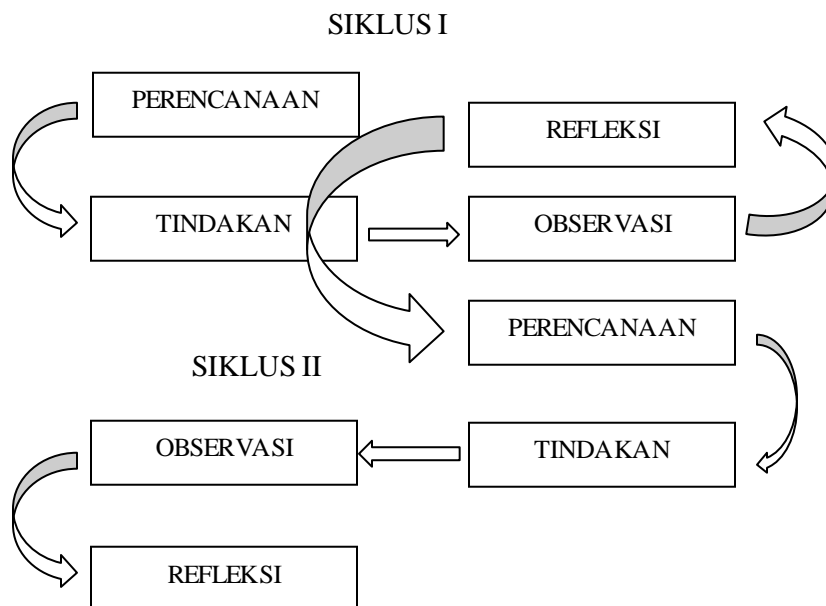 SIKLUS I
PERENCANAAN
REFLEKSI
TINDAKAN
OBSERVASI
PERENCANAAN
SIKLUS II
OBSERVASI
TINDAKAN
REFLEKSI